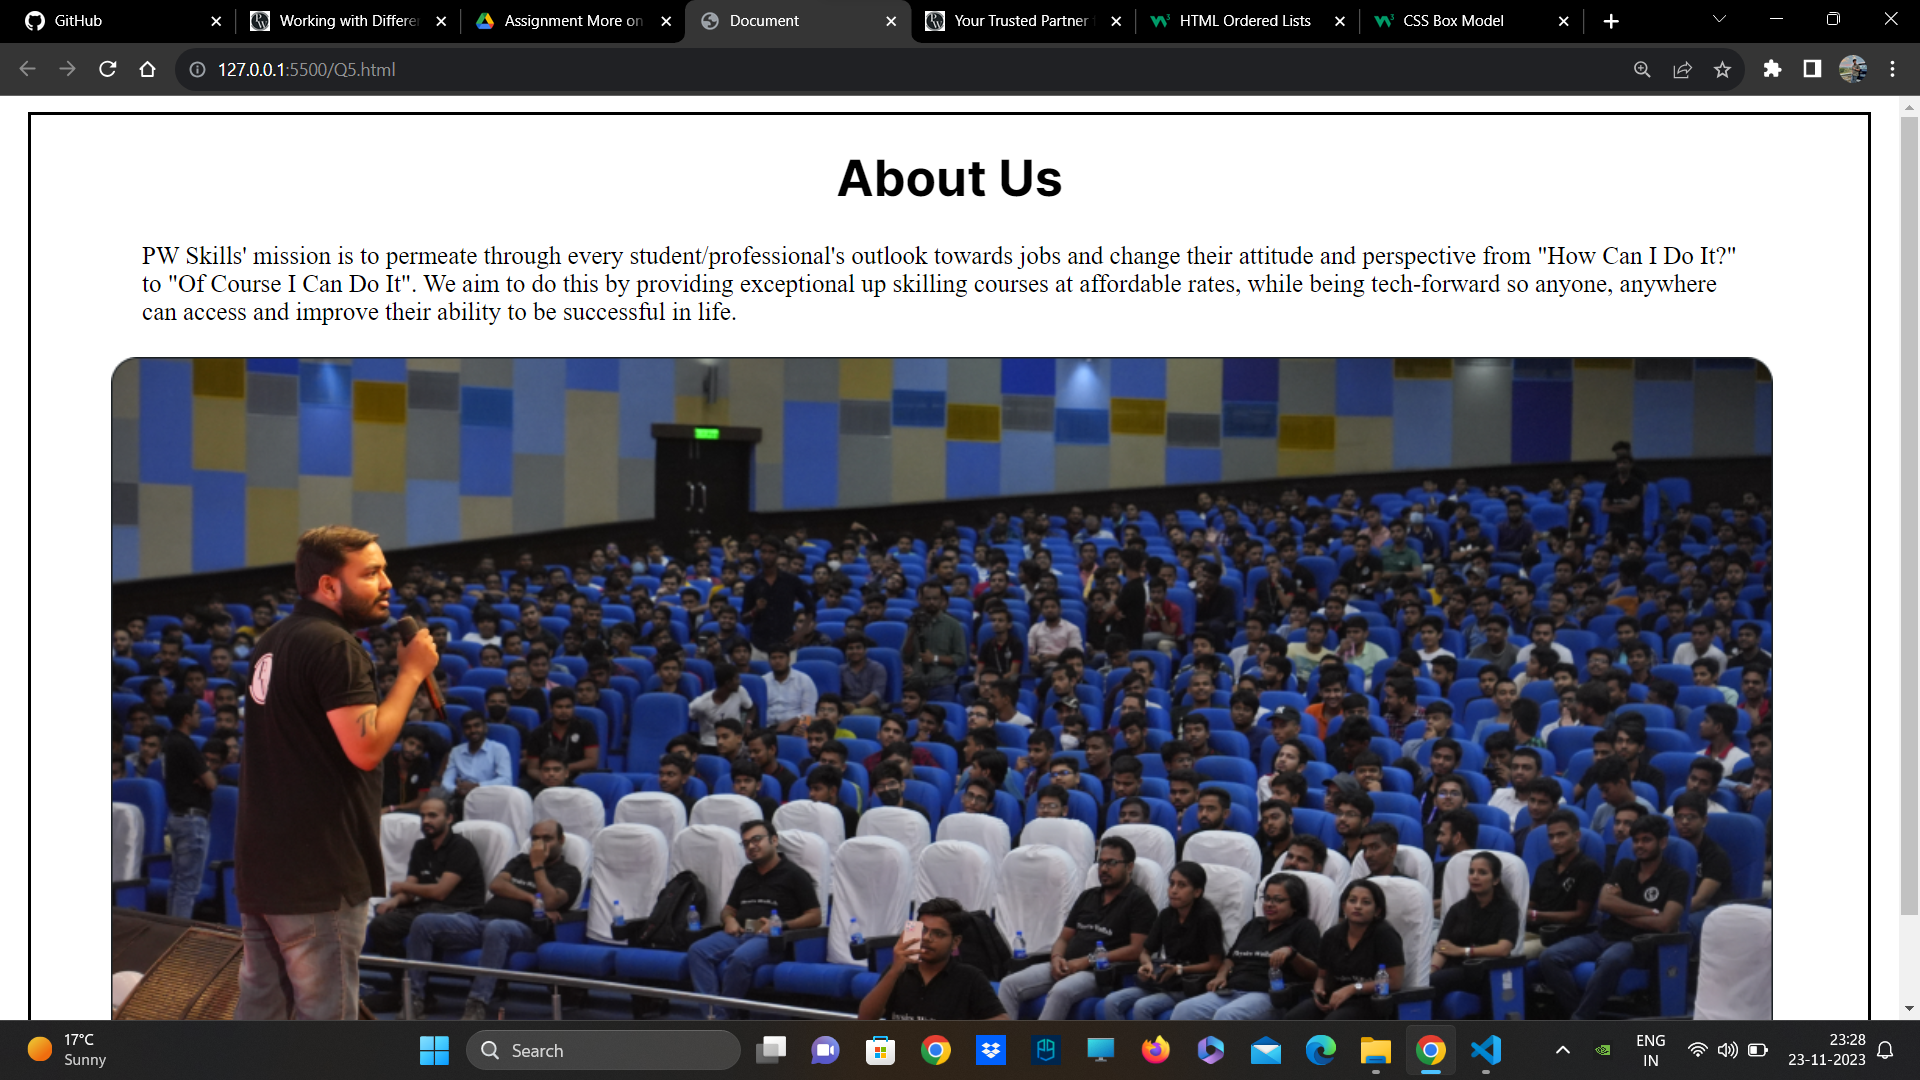 GitHub
Working with Differer
Assignment More on
Document
Your Trusted Partner
HTML Ordered Lists
CSS Box Model
127.0.0.1:5500/Q5.html
About Us
PW Skills' mission is to permeate through every student/professional's outlook towards jobs and change their attitude and perspective from "How Can I Do It?"
to "Of Course I Can Do It". We aim to do this by providing exceptional up skilling courses at affordable rates, while being tech-forward so anyone, anywhere
can access and improve their ability to be successful in life.
17°C
Sunny
Search
ENG
IN
23:28
23-11-2023